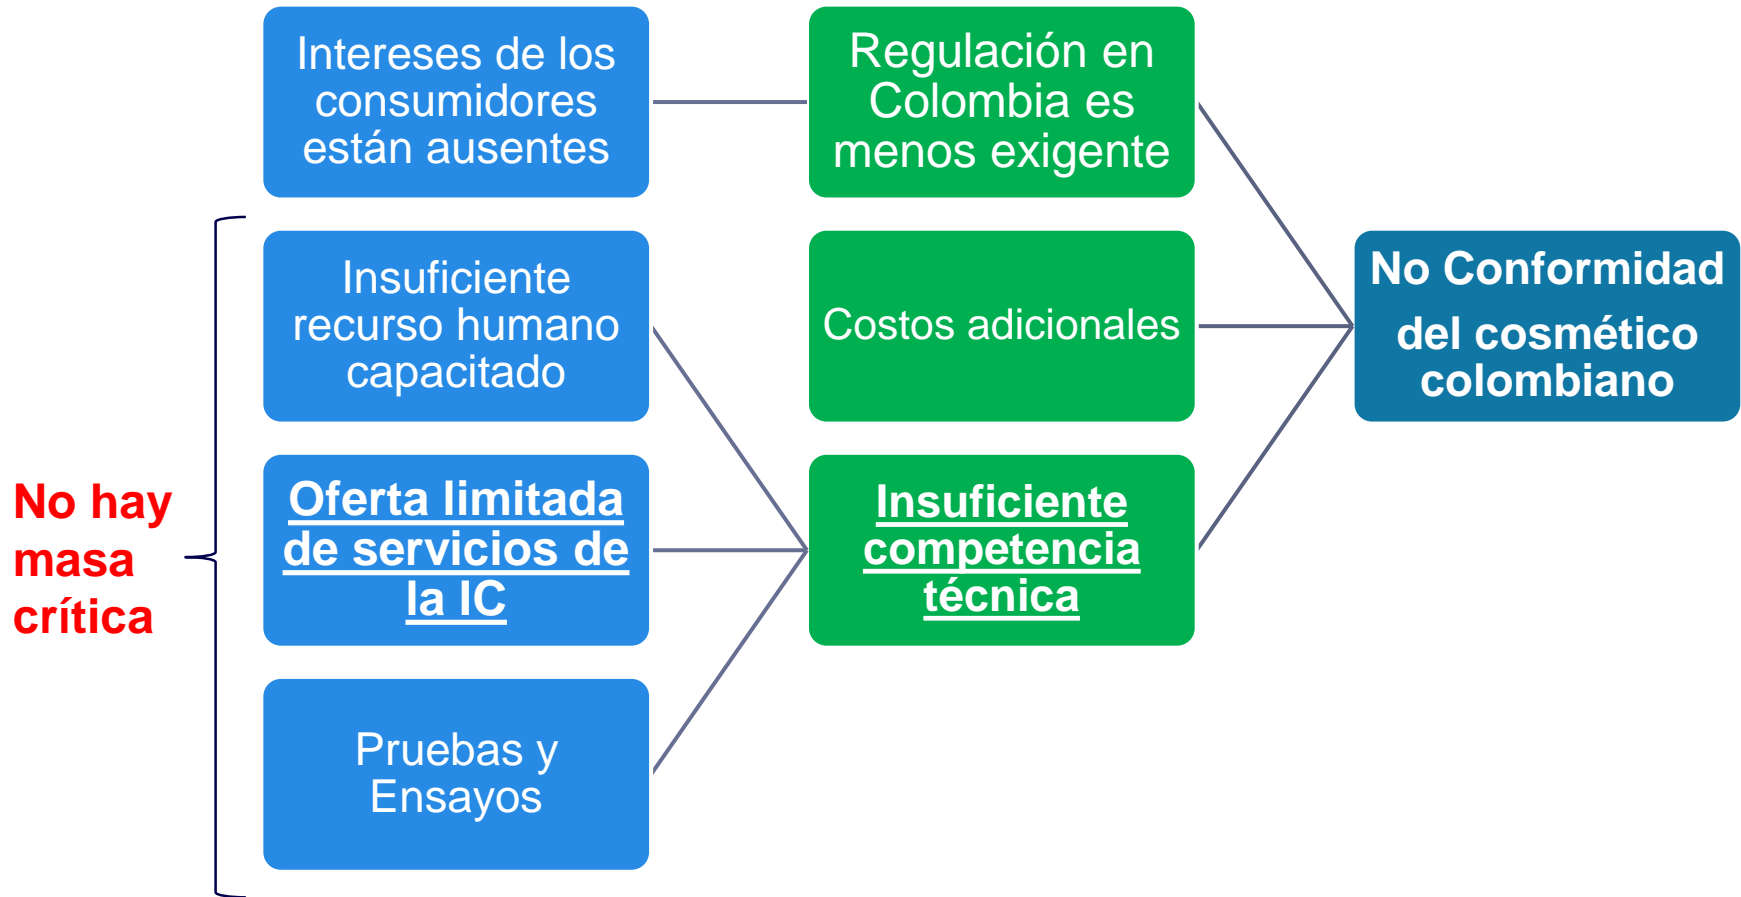 Intereses de los
consumidores
están ausentes
Regulación en
Colombia es
menos exigente
Insuficiente
recurso humano
capacitado
Costos adicionales
No Conformidad
del cosmético
colombiano
No hay
masa
crítica
Oferta limitada
de servicios de
la IC
Insuficiente
competencia
técnica
Pruebas y
Ensayos